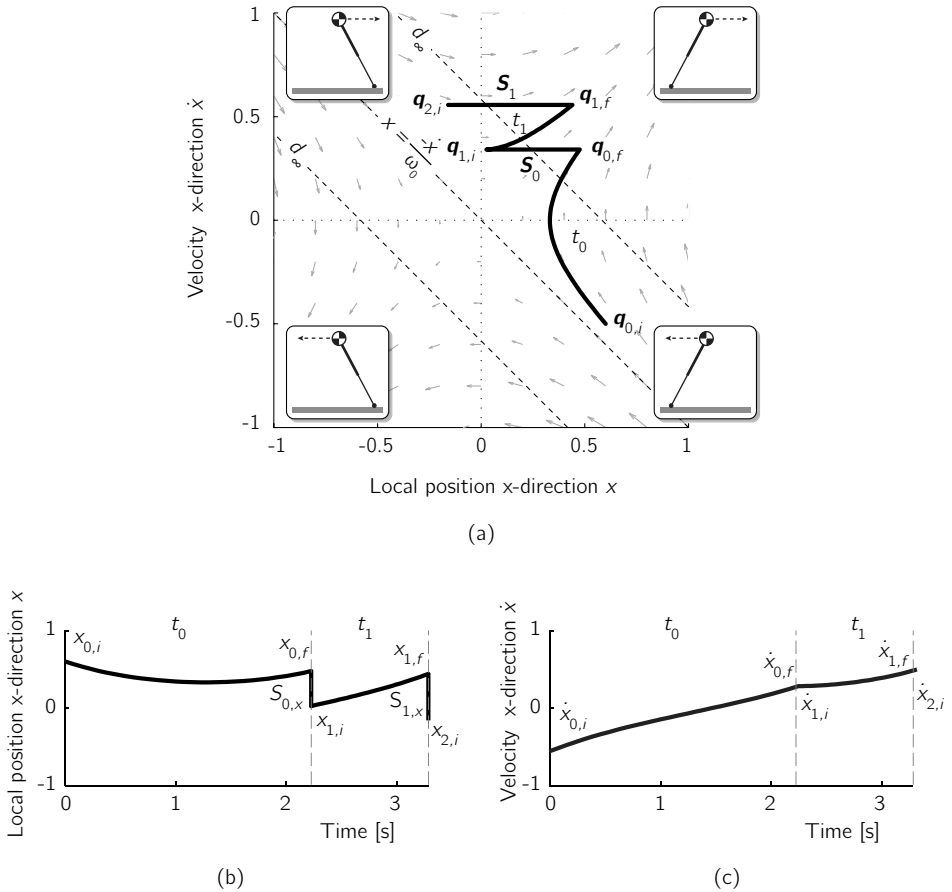 1
0.5
0
-0.5
-1
Velocity x-direction ẋ
-1
-0.5
0
0.5
1
Local position x-direction x
d∞
d∞
x = −ẋ/ω₀
S₁
q₂,ᵢ
q₁,f
t₁
q₁,ᵢ
q₀,f
S₀
t₀
q₀,ᵢ
(a)
Local position x-direction x
1
0
-1
t₀
t₁
x₀,ᵢ
x₀,f
x₁,f
S₀,ₓ
S₁,ₓ
x₁,ᵢ
x₂,ᵢ
0
1
2
3
Time [s]
(b)
Velocity x-direction ẋ
1
0
-1
t₀
t₁
ẋ₀,f
ẋ₁,f
ẋ₀,ᵢ
ẋ₁,ᵢ
ẋ₂,ᵢ
0
1
2
3
Time [s]
(c)